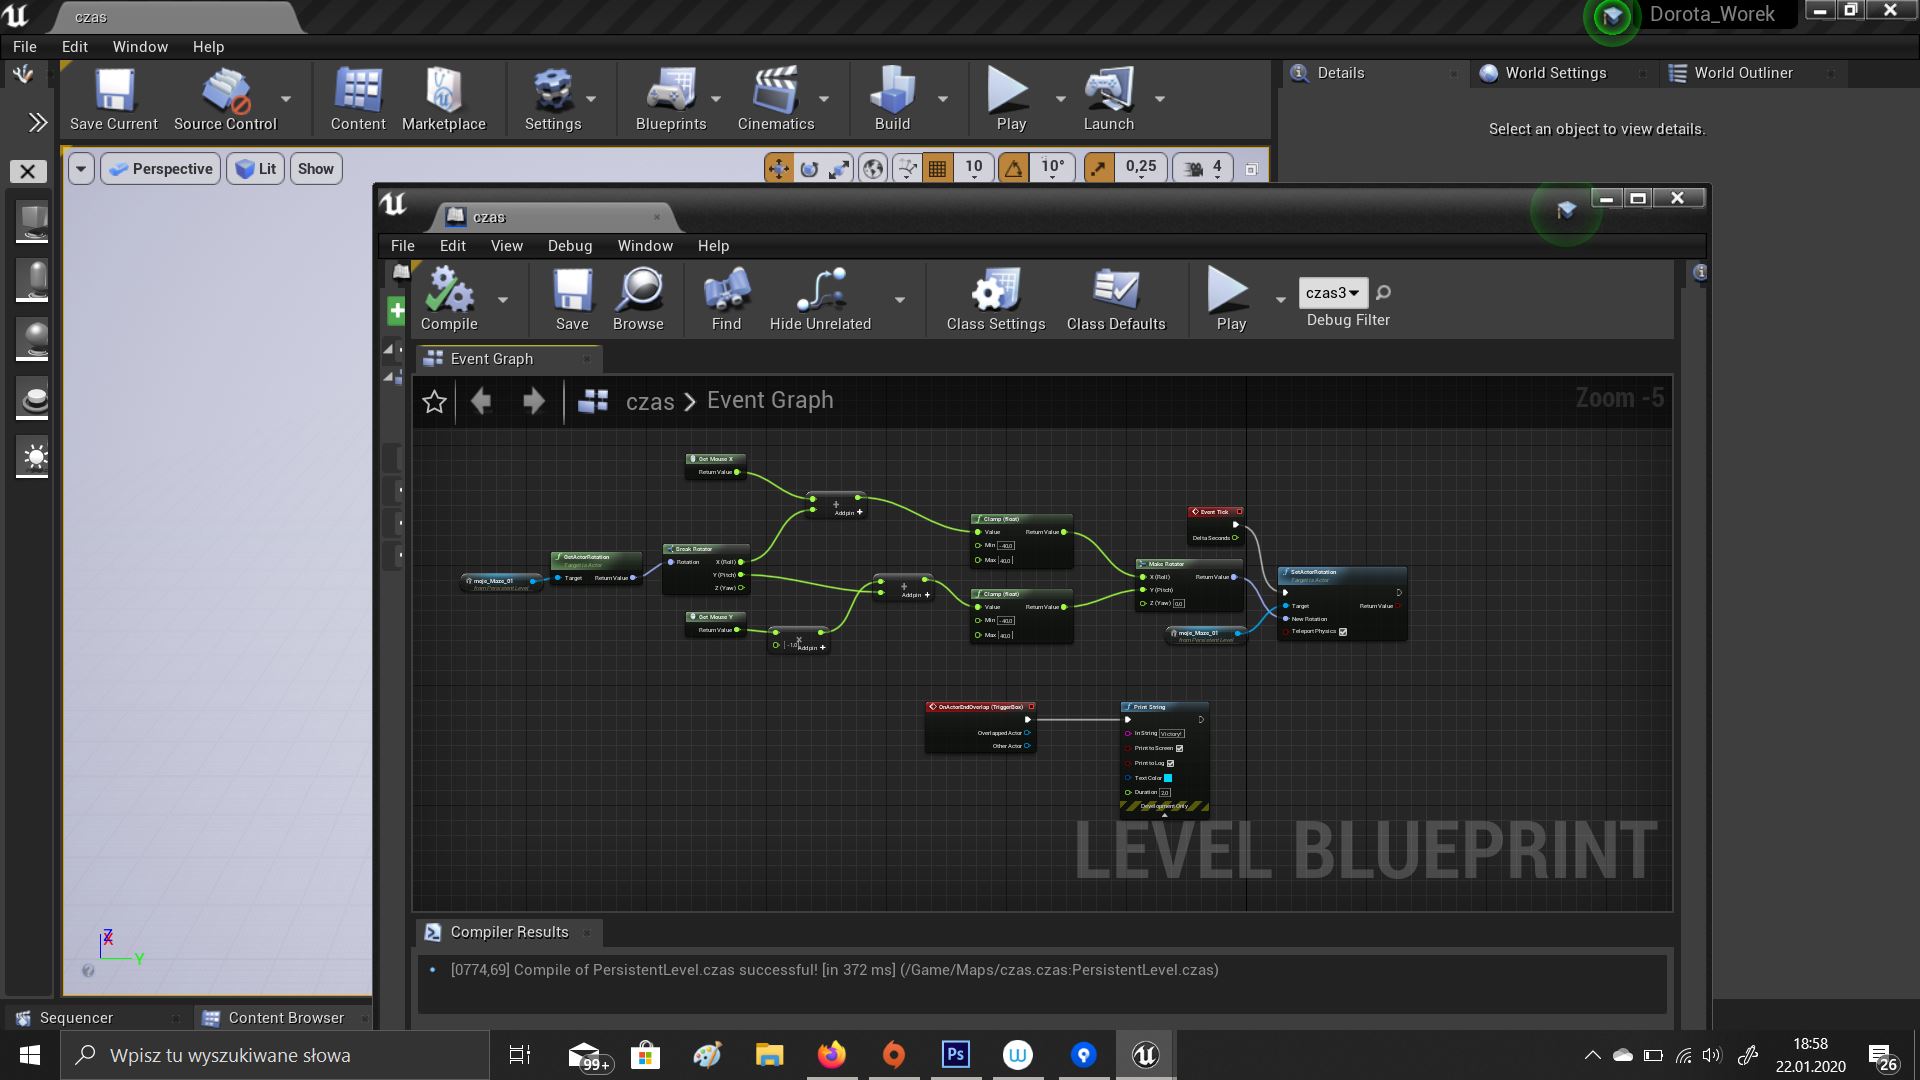 czas
Dorota_Worek
File Edit Window Help
Save Current Source Control Content Marketplace Settings Blueprints Cinematics Build Play Launch
Details World Settings World Outliner
Select an object to view details.
Perspective Lit Show 10 10° 0,25 4
czas
File Edit View Debug Window Help
Compile Save Browse Find Hide Unrelated Class Settings Class Defaults Play czas3 Debug Filter
Event Graph
czas > Event Graph
Zoom -5
Get Mouse X
Return Value
Add pin +
Clamp (float)
Value Return Value
Min -40,0
Max 40,0
Event Tick
Delta Seconds
GetActorRotation
Target is Actor
Target Return Value
moje_Maze_01
from Persistent Level
Break Rotator
Rotation X (Roll)
Y (Pitch)
Z (Yaw)
Get Mouse Y
Return Value
-1,0 Add pin +
Add pin +
Clamp (float)
Value Return Value
Min -40,0
Max 40,0
Make Rotator
X (Roll) Return Value
Y (Pitch)
Z (Yaw) 0,0
moje_Maze_01
from Persistent Level
SetActorRotation
Target is Actor
Target Return Value
New Rotation
Teleport Physics
OnActorEndOverlap (TriggerBox)
Overlapped Actor
Other Actor
Print String
In String Victory!
Print to Screen
Print to Log
Text Color
Duration 2,0
Development Only
LEVEL BLUEPRINT
Compiler Results
[0774,69] Compile of PersistentLevel.czas successful! [in 372 ms] (/Game/Maps/czas.czas:PersistentLevel.czas)
Z
X
Y
Sequencer Content Browser
Wpisz tu wyszukiwane słowa
99+
Ps
18:58
22.01.2020
26